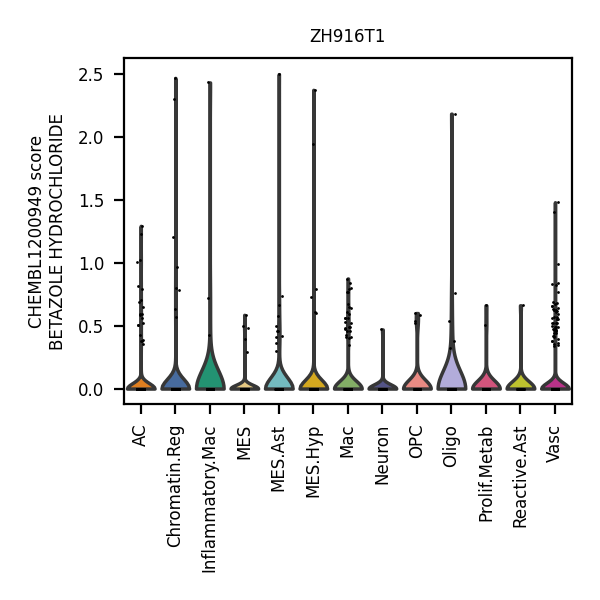 ZH916T1
CHEMBL1200949 score
BETAZOLE HYDROCHLORIDE
2.5
2.0
1.5
1.0
0.5
0.0
AC
Chromatin.Reg
Inflammatory.Mac
MES
MES.Ast
MES.Hyp
Mac
Neuron
OPC
Oligo
Prolif.Metab
Reactive.Ast
Vasc